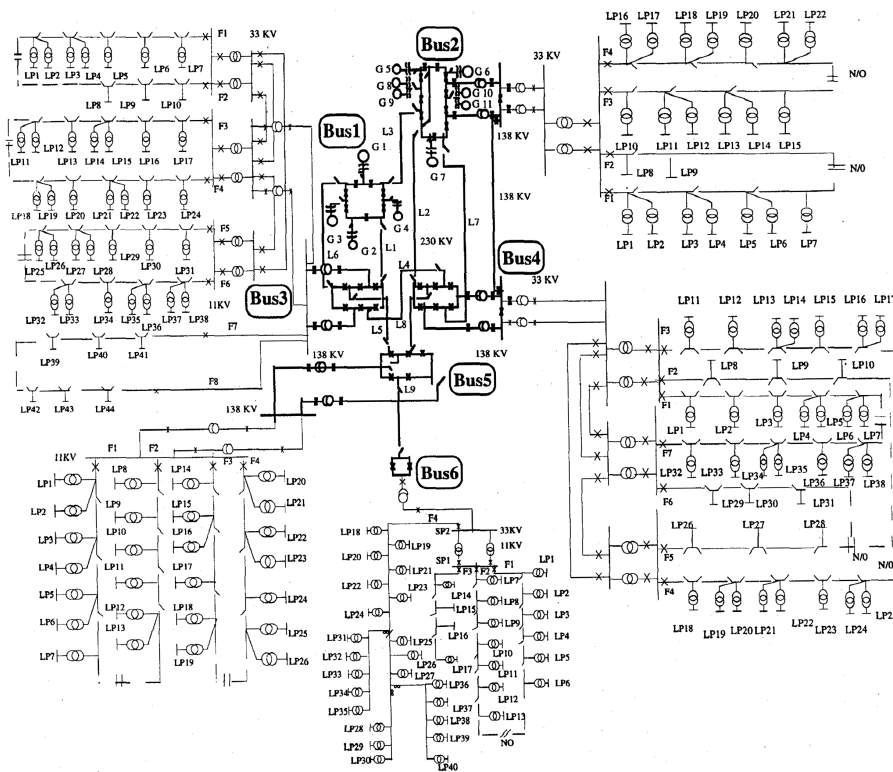 F1 33 KV
LP1 LP2 LP3 LP4 LP5 LP6 LP7
LP8 LP9 LP10
F2
F3
LP11 LP12 LP13 LP14 LP15 LP16 LP17
F4
LP18 LP19 LP20 LP21 LP22 LP23 LP24
F5
LP25 LP26 LP27 LP28 LP29 LP30 LP31
F6
LP32 LP33 LP34 LP35 LP36 LP37 LP38
11KV
F7
LP39 LP40 LP41
F8
LP42 LP43 LP44
Bus1
Bus2
Bus3
Bus4
Bus5
Bus6
G 5
G 8
G 9
G 6
G 10
G 11
G 7
G 1
G 3
G 2
G 4
L3
L2
L1
L6
L7
L4
L5
L8
L9
230 KV
138 KV
138 KV
138 KV
138 KV
138 KV
33 KV
LP16 LP17 LP18 LP19 LP20 LP21 LP22
F4
N/O
F3
LP10 LP11 LP12 LP13 LP14 LP15
F2
LP8 LP9
N/0
F1
LP1 LP2 LP3 LP4 LP5 LP6 LP7
33 KV
LP11 LP12 LP13 LP14 LP15 LP16 LP17
F3
F2
LP8 LP9 LP10
F1
LP1 LP2 LP3 LP4 LP5 LP6 LP7
F7
LP32 LP33 LP34 LP35 LP36 LP37 LP38
F6
LP29 LP30 LP31
LP26 LP27 LP28
F5
N/0
N/0
F4
LP18 LP19 LP20 LP21 LP22 LP23 LP24
11KV F1 F2 F3 F4
LP1
LP2
LP3
LP4
LP5
LP6
LP7
LP8
LP9
LP10
LP11
LP12
LP13
LP14
LP15
LP16
LP17
LP18
LP19
LP20
LP21
LP22
LP23
LP24
LP25
LP26
F4
SP2 33KV
11KV
SP1 F3 F2 F1
LP18
LP19
LP20
LP21
LP22
LP23
LP24
LP25
LP26
LP27
LP31
LP32
LP33
LP34
LP35
LP28
LP29
LP30
LP36
LP37
LP38
LP39
LP40
LP14
LP15
LP16
LP17
LP7
LP8
LP9
LP10
LP11
LP12
LP13
NO
LP1
LP2
LP3
LP4
LP5
LP6